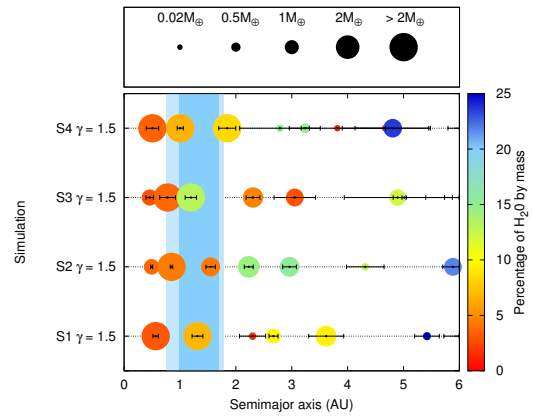 0.02M⊕ 0.5M⊕ 1M⊕ 2M⊕ > 2M⊕
S4 γ = 1.5
S3 γ = 1.5
S2 γ = 1.5
S1 γ = 1.5
Simulation
0 1 2 3 4 5 6
Semimajor axis (AU)
25
20
15
10
5
0
Percentage of H₂0 by mass